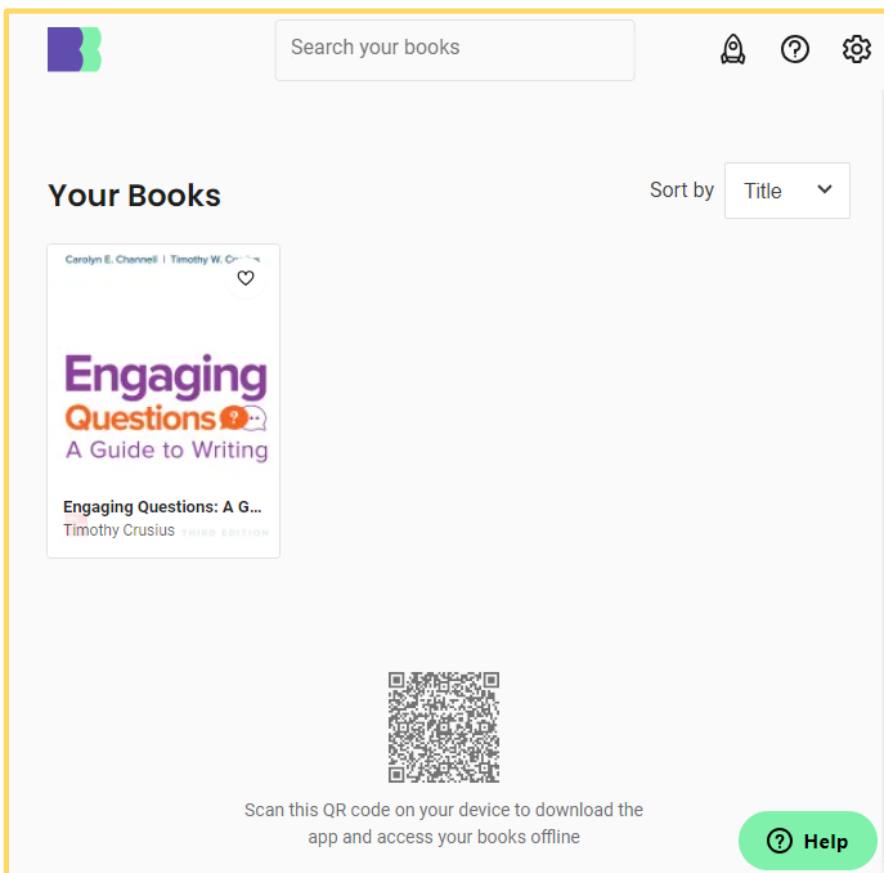 Search your books
Your Books
Sort by Title
Carolyn E. Channell | Timothy W.
Engaging
Questions ?
A Guide to Writing
Engaging Questions: A G...
Timothy Crusius THIRD EDITION
Scan this QR code on your device to download the
app and access your books offline
? Help